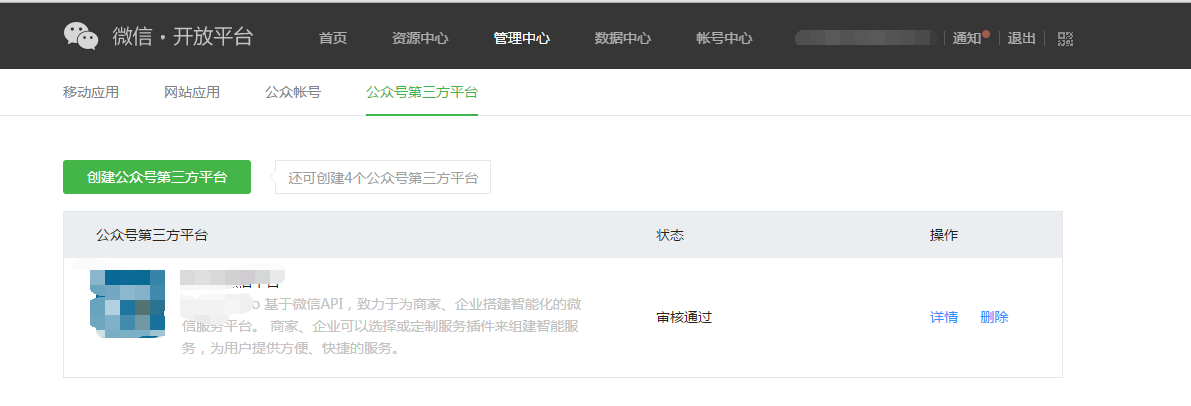 微信·开放平台 首页 资源中心 管理中心 数据中心 帐号中心 通知 退出
移动应用 网站应用 公众帐号 公众号第三方平台
创建公众号第三方平台 还可创建4个公众号第三方平台
公众号第三方平台 状态 操作
平台
基于微信API，致力于为商家、企业搭建智能化的微
信服务平台。 商家、企业可以选择或定制服务插件来组建智能服
务，为用户提供方便、快捷的服务。
审核通过 详情 删除